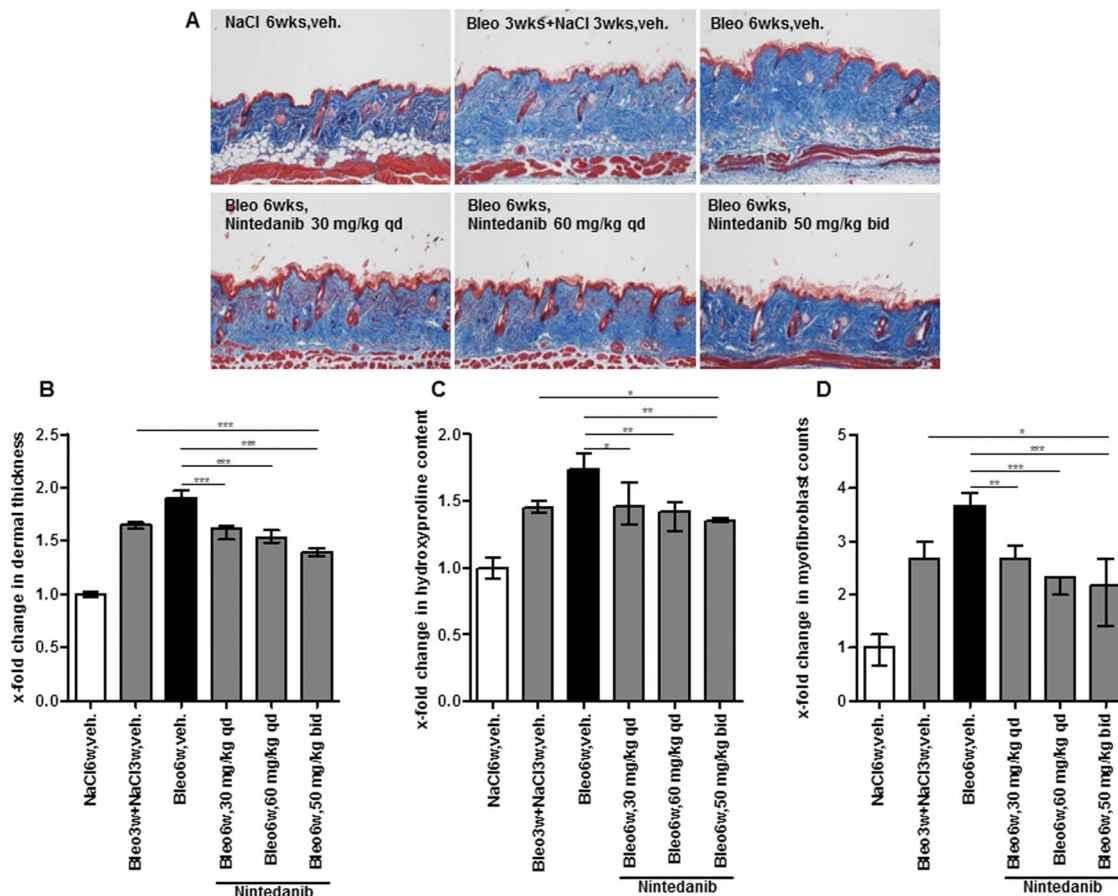 A
NaCl 6wks,veh.
Bleo 3wks+NaCl 3wks,veh.
Bleo 6wks,veh.
Bleo 6wks,
Nintedanib 30 mg/kg qd
Bleo 6wks,
Nintedanib 60 mg/kg qd
Bleo 6wks,
Nintedanib 50 mg/kg bid
B
x-fold change in dermal thickness
2.5
2.0
1.5
1.0
0.5
0.0
***
***
***
***
NaCl6w,veh.
Bleo3w+NaCl3w,veh.
Bleo6w,veh.
Bleo6w,30 mg/kg qd
Bleo6w,60 mg/kg qd
Bleo6w,50 mg/kg bid
Nintedanib
C
x-fold change in hydroxyproline content
2.0
1.5
1.0
0.5
0.0
*
**
**
*
NaCl6w,veh.
Bleo3w+NaCl3w,veh.
Bleo6w,veh.
Bleo6w,30 mg/kg qd
Bleo6w,60 mg/kg qd
Bleo6w,50 mg/kg bid
Nintedanib
D
x-fold change in myofibroblast counts
5
4
3
2
1
0
*
***
***
**
NaCl6w,veh.
Bleo3w+NaCl3w,veh.
Bleo6w,veh.
Bleo6w,30 mg/kg qd
Bleo6w,60 mg/kg qd
Bleo6w,50 mg/kg bid
Nintedanib